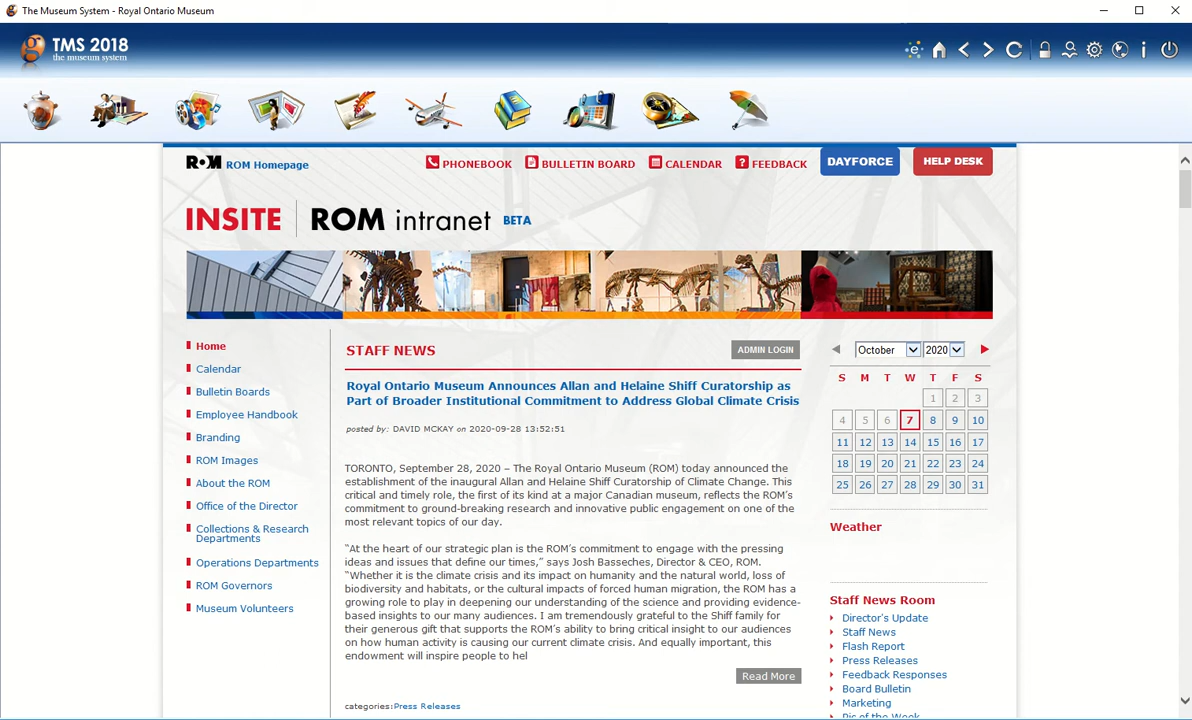 The Museum System - Royal Ontario Museum
TMS 2018
the museum system
ROM ROM Homepage
PHONEBOOK BULLETIN BOARD CALENDAR FEEDBACK DAYFORCE HELP DESK
INSITE ROM intranet BETA
Home
Calendar
Bulletin Boards
Employee Handbook
Branding
ROM Images
About the ROM
Office of the Director
Collections & Research
Departments
Operations Departments
ROM Governors
Museum Volunteers
STAFF NEWS
ADMIN LOGIN
Royal Ontario Museum Announces Allan and Helaine Shiff Curatorship as
Part of Broader Institutional Commitment to Address Global Climate Crisis
posted by: DAVID MCKAY on 2020-09-28 13:52:51
TORONTO, September 28, 2020 – The Royal Ontario Museum (ROM) today announced the
establishment of the inaugural Allan and Helaine Shiff Curatorship of Climate Change. This
critical and timely role, the first of its kind at a major Canadian museum, reflects the ROM’s
commitment to ground-breaking research and innovative public engagement on one of the
most relevant topics of our day.
“At the heart of our strategic plan is the ROM’s commitment to engage with the pressing
ideas and issues that define our times,” says Josh Basseches, Director & CEO, ROM.
“Whether it is the climate crisis and its impact on humanity and the natural world, loss of
biodiversity and habitats, or the cultural impacts of forced human migration, the ROM has a
growing role to play in deepening our understanding of the science and providing evidence-
based insights to our many audiences. I am tremendously grateful to the Shiff family for
their generous gift that supports the ROM’s ability to bring critical insight to our audiences
on how human activity is causing our current climate crisis. And equally important, this
endowment will inspire people to hel
Read More
categories:Press Releases
October 2020
S M T W T F S
1 2 3
4 5 6 7 8 9 10
11 12 13 14 15 16 17
18 19 20 21 22 23 24
25 26 27 28 29 30 31
Weather
Staff News Room
Director's Update
Staff News
Flash Report
Press Releases
Feedback Responses
Board Bulletin
Marketing
Pic of the Week